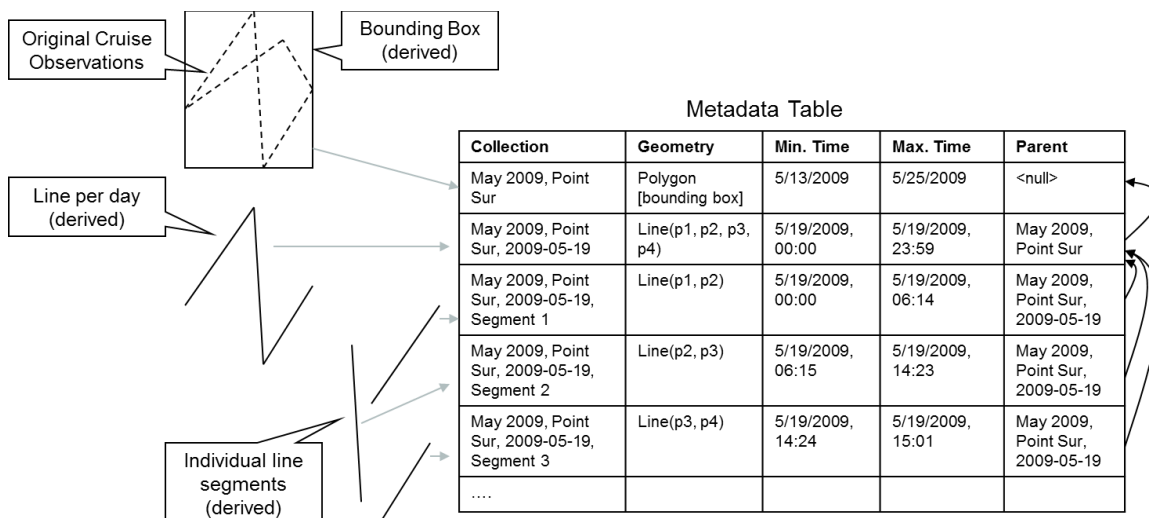 Original Cruise
Observations
Bounding Box
(derived)
Line per day
(derived)
Individual line
segments
(derived)
Metadata Table
Collection Geometry Min. Time Max. Time Parent
May 2009, Point
Sur
Polygon
[bounding box]
5/13/2009
5/25/2009
<null>
May 2009, Point
Sur, 2009-05-19
Line(p1, p2, p3,
p4)
5/19/2009,
00:00
5/19/2009,
23:59
May 2009,
Point Sur
May 2009, Point
Sur, 2009-05-19,
Segment 1
Line(p1, p2)
5/19/2009,
00:00
5/19/2009,
06:14
May 2009,
Point Sur,
2009-05-19
May 2009, Point
Sur, 2009-05-19,
Segment 2
Line(p2, p3)
5/19/2009,
06:15
5/19/2009,
14:23
May 2009,
Point Sur,
2009-05-19
May 2009, Point
Sur, 2009-05-19,
Segment 3
Line(p3, p4)
5/19/2009,
14:24
5/19/2009,
15:01
May 2009,
Point Sur,
2009-05-19
....